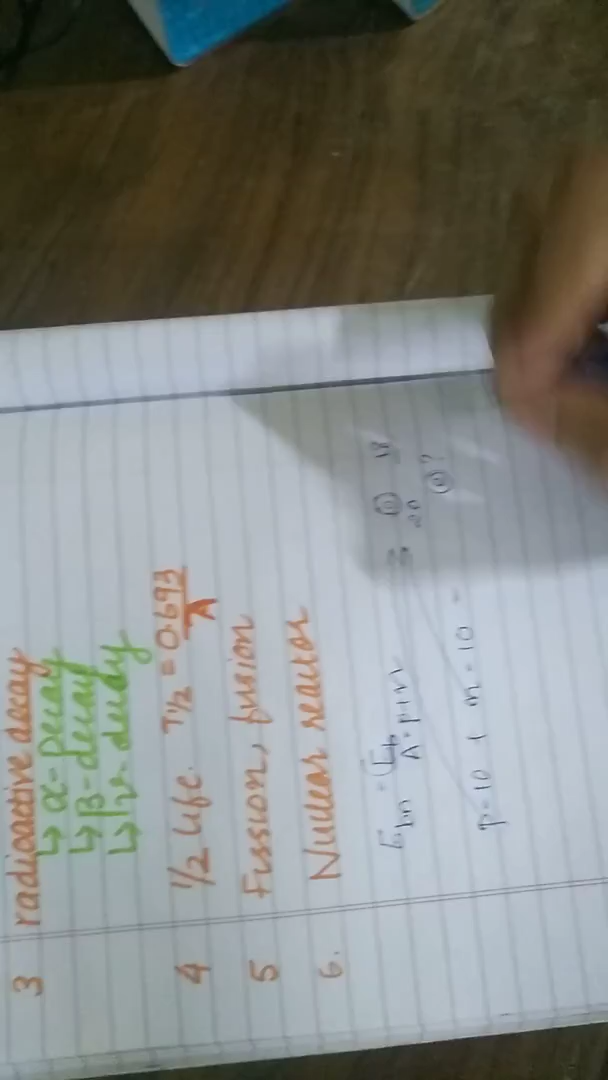 3 radioactive decay
↳ α-Decay
↳ β-decay
↳ γ-decay
4 1/2 life. T1/2 = 0.693/λ
5 Fission, fusion
6. Nuclear reactor
Ebn = Eb
A=p+n
p=10 + n=10 -